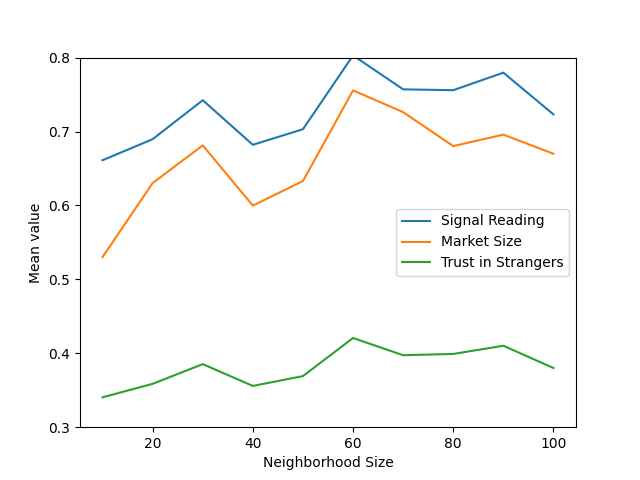 0.8
0.7
0.6
0.5
0.4
0.3
Mean value
Signal Reading
Market Size
Trust in Strangers
20 40 60 80 100
Neighborhood Size